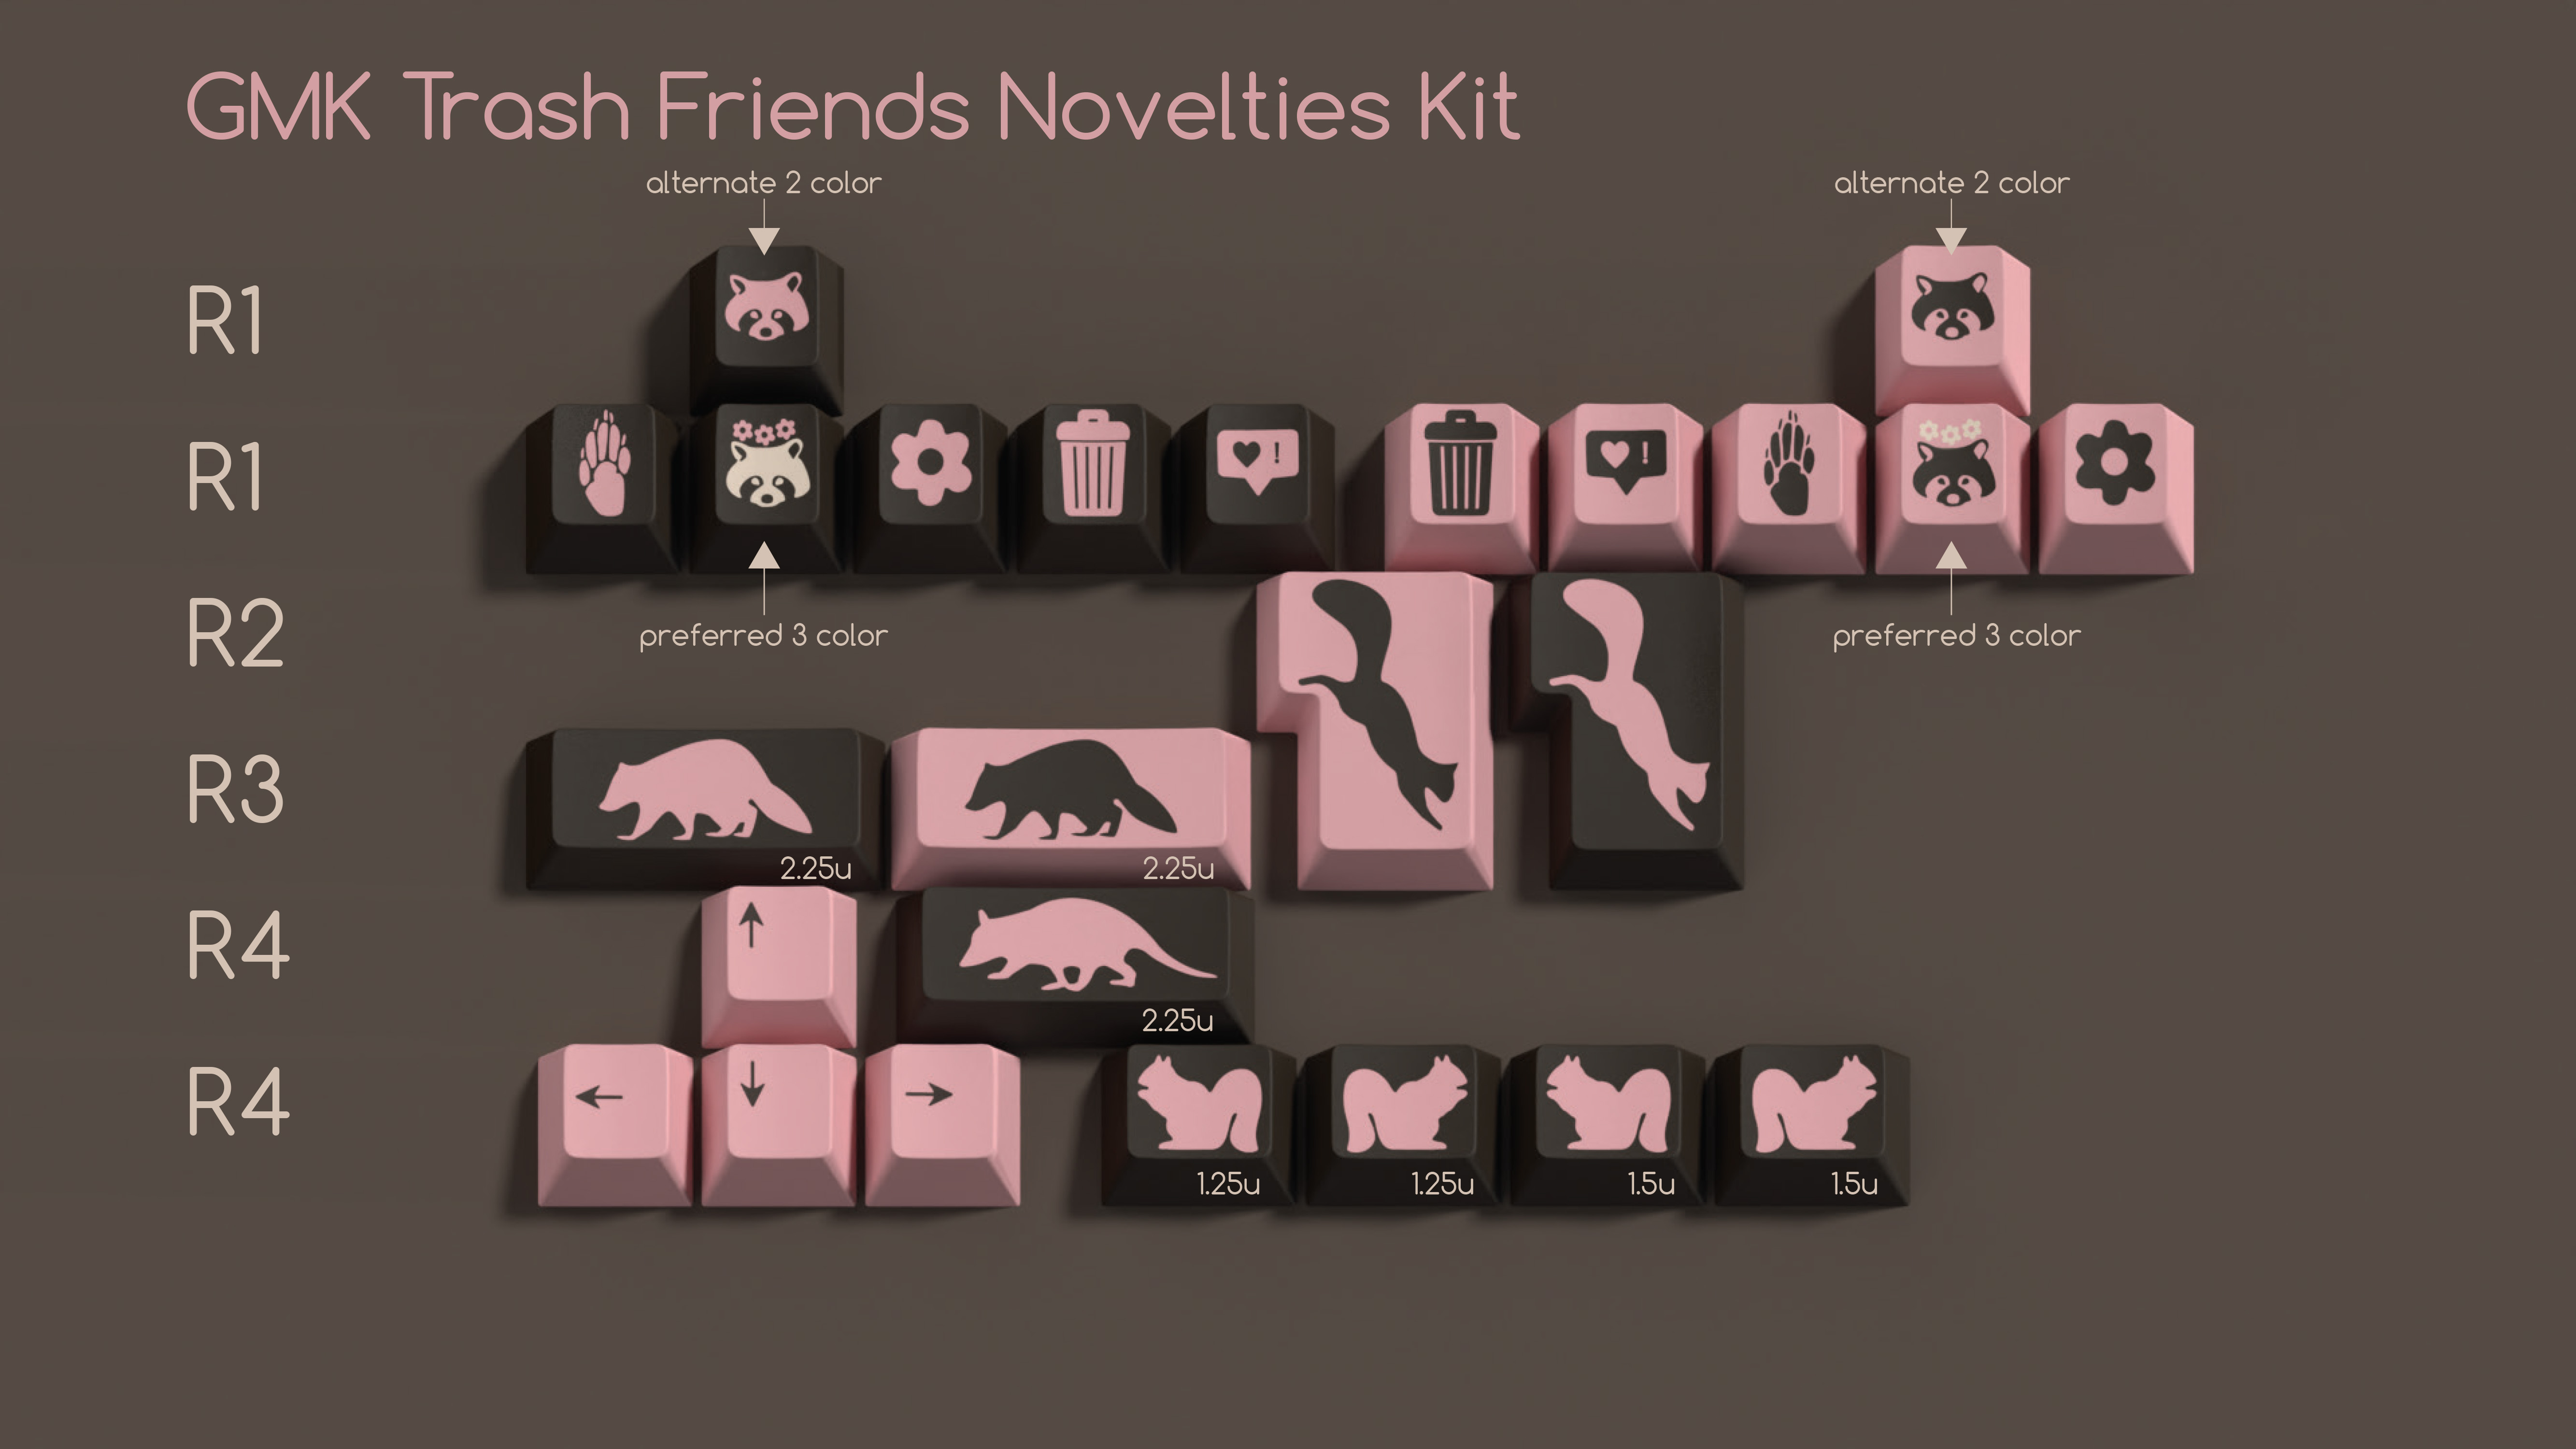 GMK Trash Friends Novelties Kit
alternate 2 color
alternate 2 color
R1
R1
!
!
R2
preferred 3 color
preferred 3 color
R3
2.25u
2.25u
R4
2.25u
R4
1.25u
1.25u
1.5u
1.5u